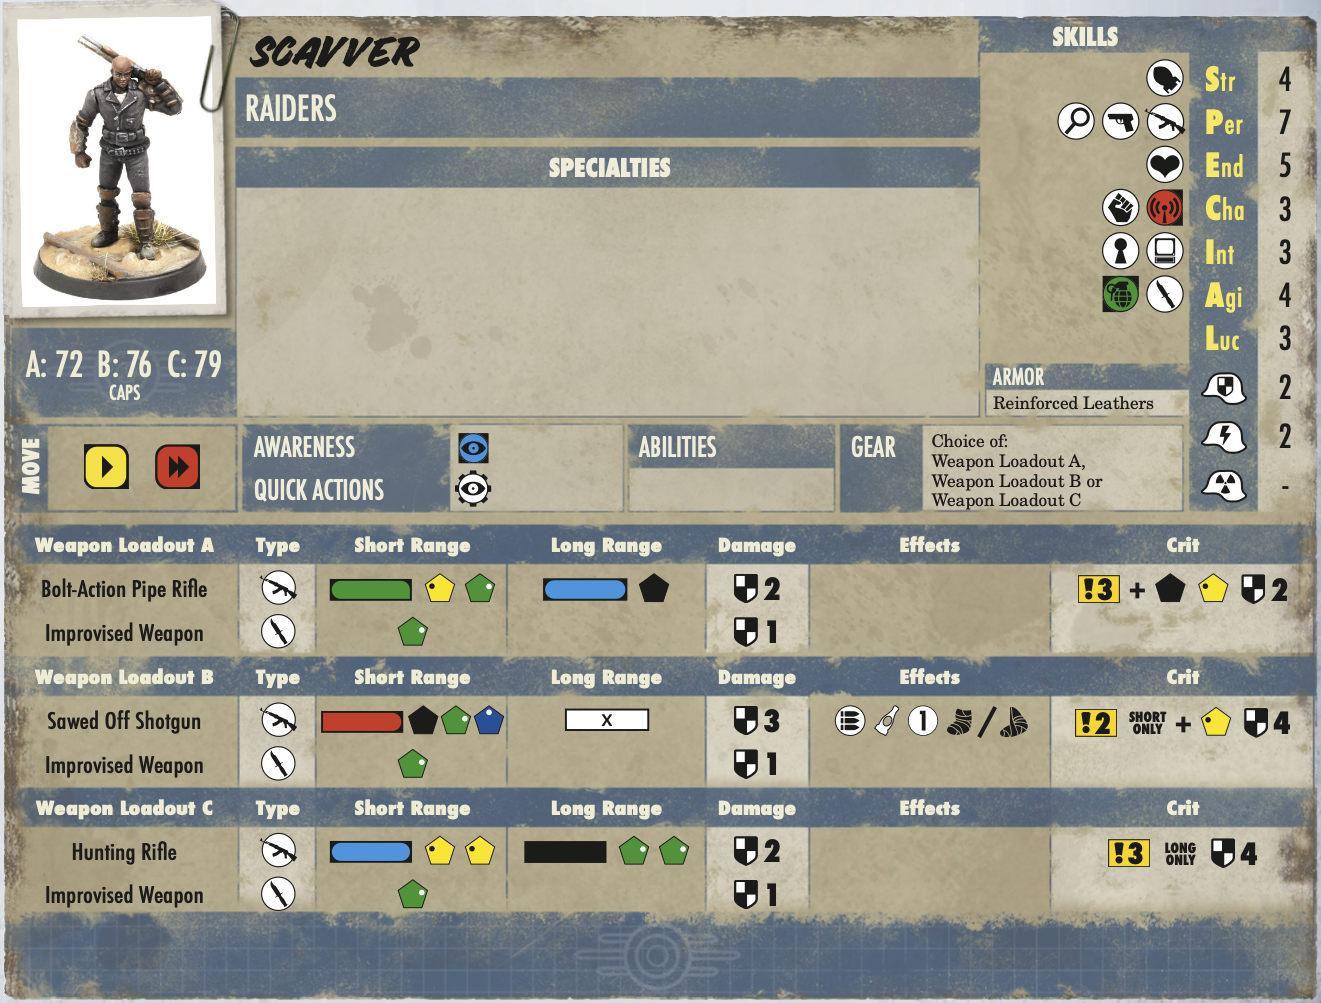 SCAVVER
RAIDERS
SPECIALTIES
SKILLS
Str 4
Per 7
End 5
Cha 3
Int 3
Agi 4
Luc 3
2
2
-
A: 72 B: 76 C: 79
CAPS
ARMOR
Reinforced Leathers
MOVE
AWARENESS
QUICK ACTIONS
ABILITIES
GEAR
Choice of:
Weapon Loadout A,
Weapon Loadout B or
Weapon Loadout C
Weapon Loadout A Type Short Range Long Range Damage Effects Crit
Bolt-Action Pipe Rifle 2 !3 + 2
Improvised Weapon 1
Weapon Loadout B Type Short Range Long Range Damage Effects Crit
Sawed Off Shotgun X 3 1 / !2 SHORT ONLY + 4
Improvised Weapon 1
Weapon Loadout C Type Short Range Long Range Damage Effects Crit
Hunting Rifle 2 !3 LONG ONLY 4
Improvised Weapon 1